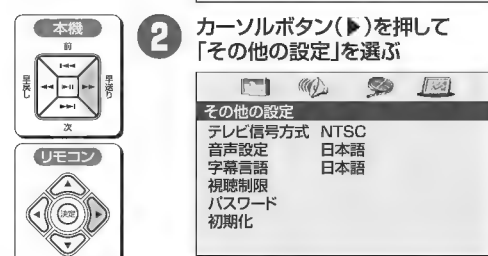 本機
前
早戻し
早送り
次
リモコン
決定
2 カーソルボタン(▶)を押して
「その他の設定」を選ぶ
その他の設定
テレビ信号方式 NTSC
音声設定 日本語
字幕言語 日本語
視聴制限
パスワード
初期化